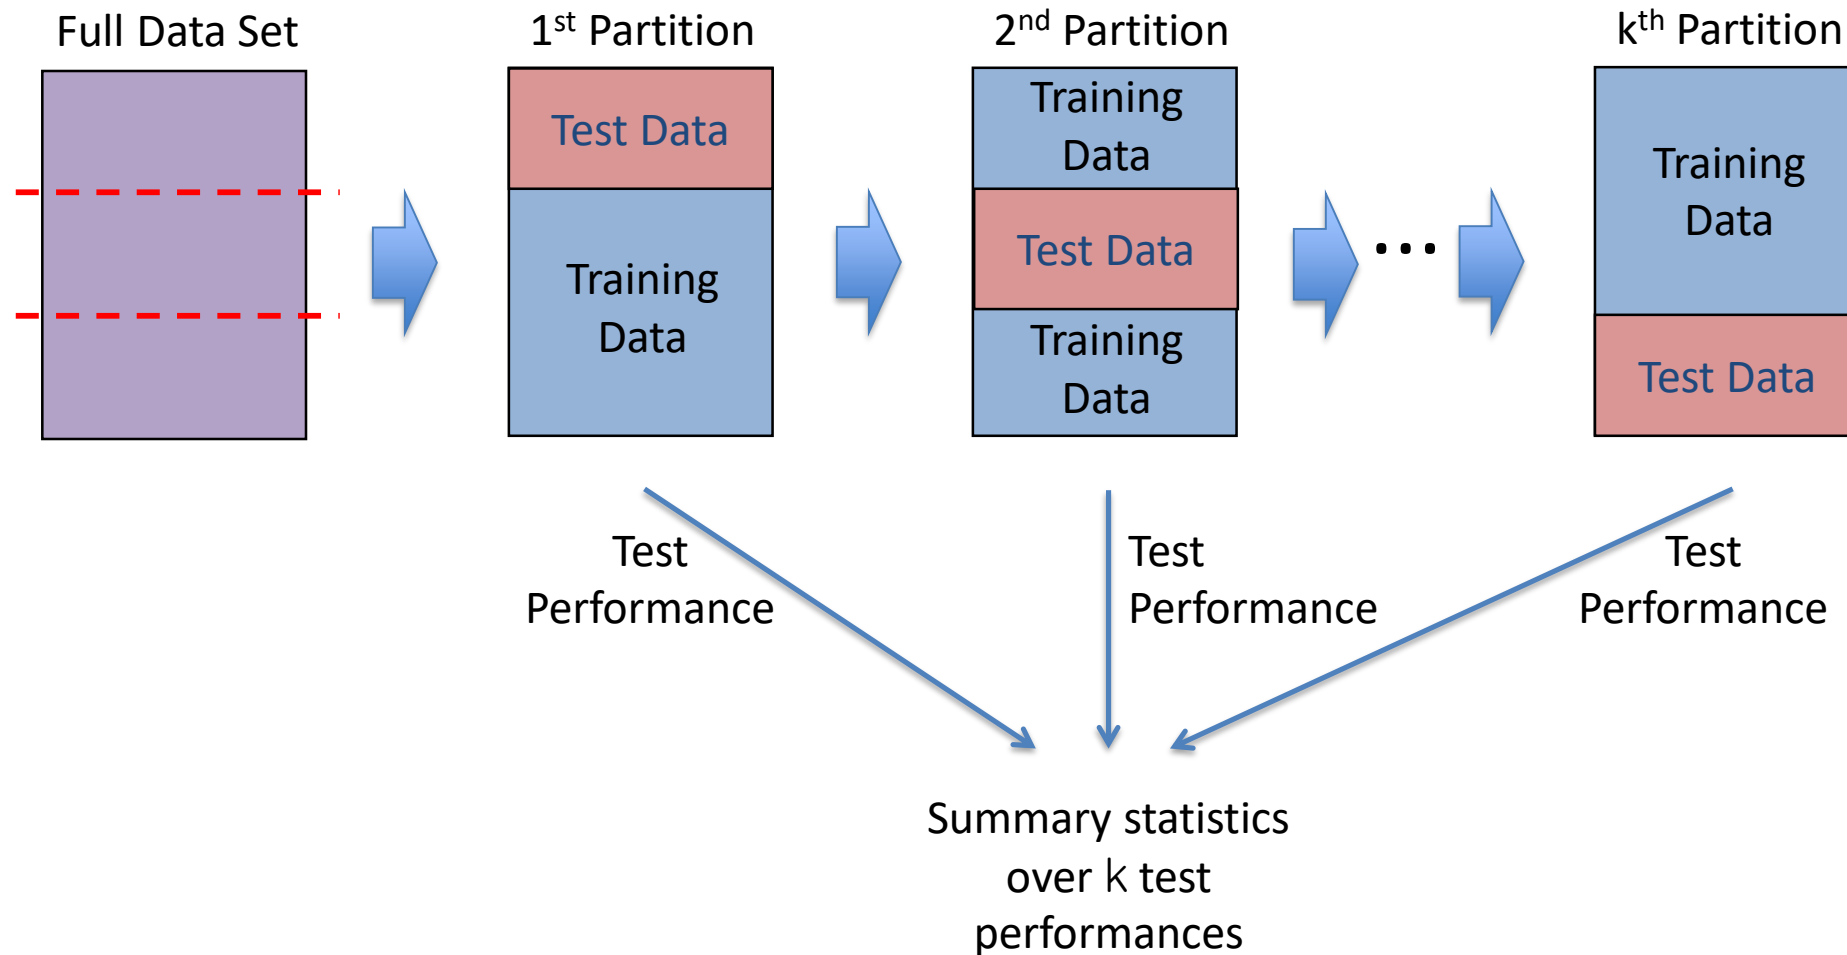 Full Data Set
1st Partition
2nd Partition
kth Partition
Test Data
Training
Data
Training
Data
Test Data
Training
Data
Training
Data
Test Data
...
Test
Performance
Test
Performance
Test
Performance
Summary statistics
over k test
performances